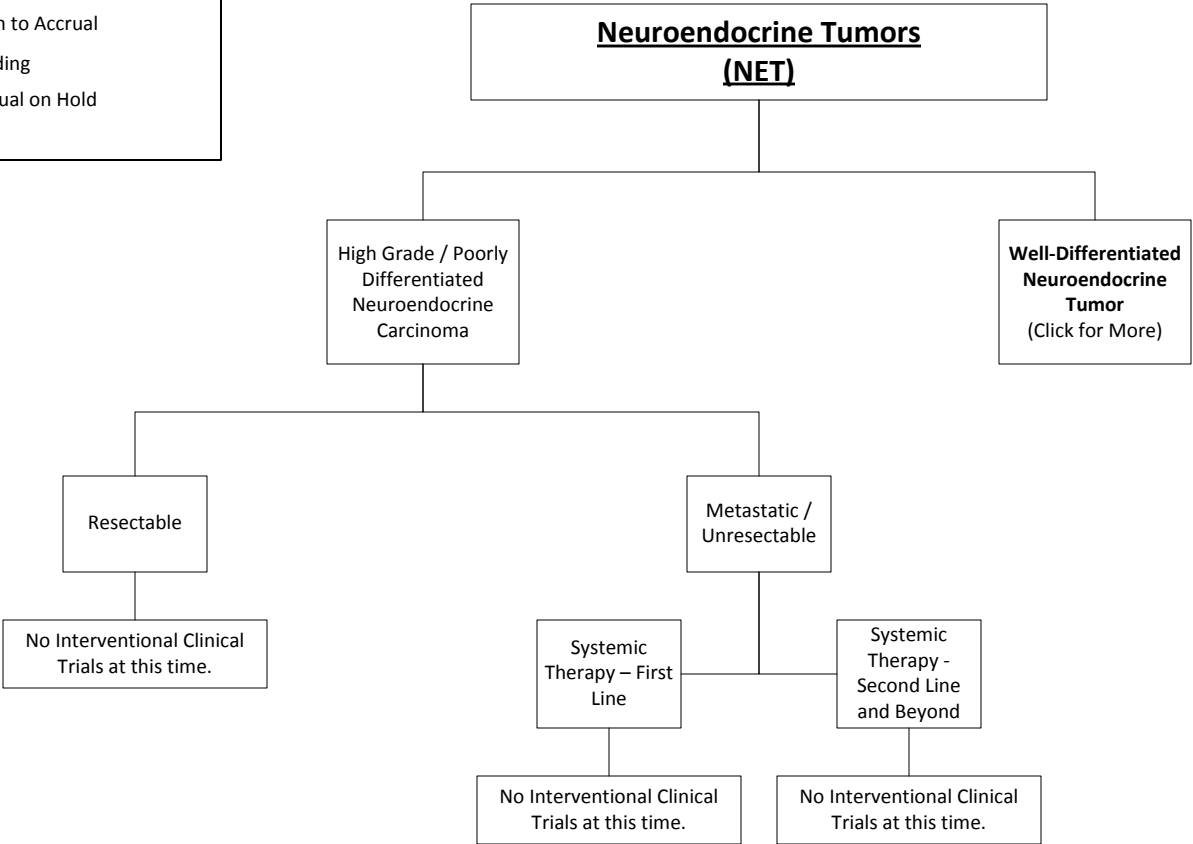 to Accrual
Accrual on Hold
Neuroendocrine Tumors
(NET)
High Grade / Poorly
Differentiated
Neuroendocrine
Carcinoma
Well-Differentiated
Neuroendocrine
Tumor
(Click for More)
Resectable
Metastatic /
Unresectable
No Interventional Clinical
Trials at this time.
Systemic
Therapy – First
Line
Systemic
Therapy -
Second Line
and Beyond
No Interventional Clinical
Trials at this time.
No Interventional Clinical
Trials at this time.